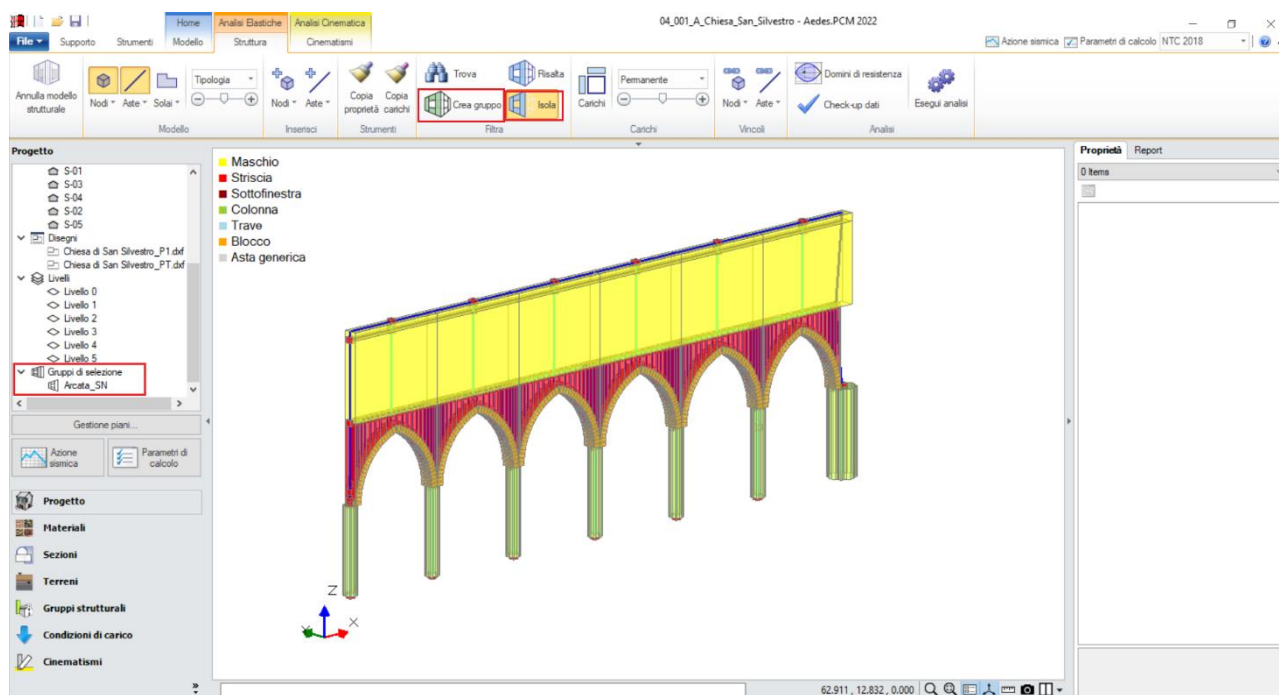 Home Analisi Elastiche Analisi Cinematica 04_001_A_Chiesa_San_Silvestro - Aedes.PCM 2022
File Supporto Strumenti Modello Struttura Cinematismi Azione sismica Parametri di calcolo NTC 2018
Annulla modello strutturale
Nodi Aste Solai
Tipologia
Modello
Nodi Aste
Inserisci
Copia proprietà
Copia carichi
Strumenti
Trova
Risalta
Crea gruppo
Isola
Filtra
Carichi
Permanente
Carichi
Nodi Aste
Vincoli
Domini di resistenza
Check-up dati
Esegui analisi
Analisi
Progetto
S-01
S-03
S-04
S-02
S-05
Disegni
Chiesa di San Silvestro_P1.dxf
Chiesa di San Silvestro_PT.dxf
Livelli
Livello 0
Livello 1
Livello 2
Livello 3
Livello 4
Livello 5
Gruppi di selezione
Arcata_SN
Gestione piani...
Azione sismica
Parametri di calcolo
Progetto
Materiali
Sezioni
Terreni
Gruppi strutturali
Condizioni di carico
Cinematismi
Maschio
Striscia
Sottofinestra
Colonna
Trave
Blocco
Asta generica
Z
X
62.911, 12.832, 0.000
Proprietà Report
0 Items